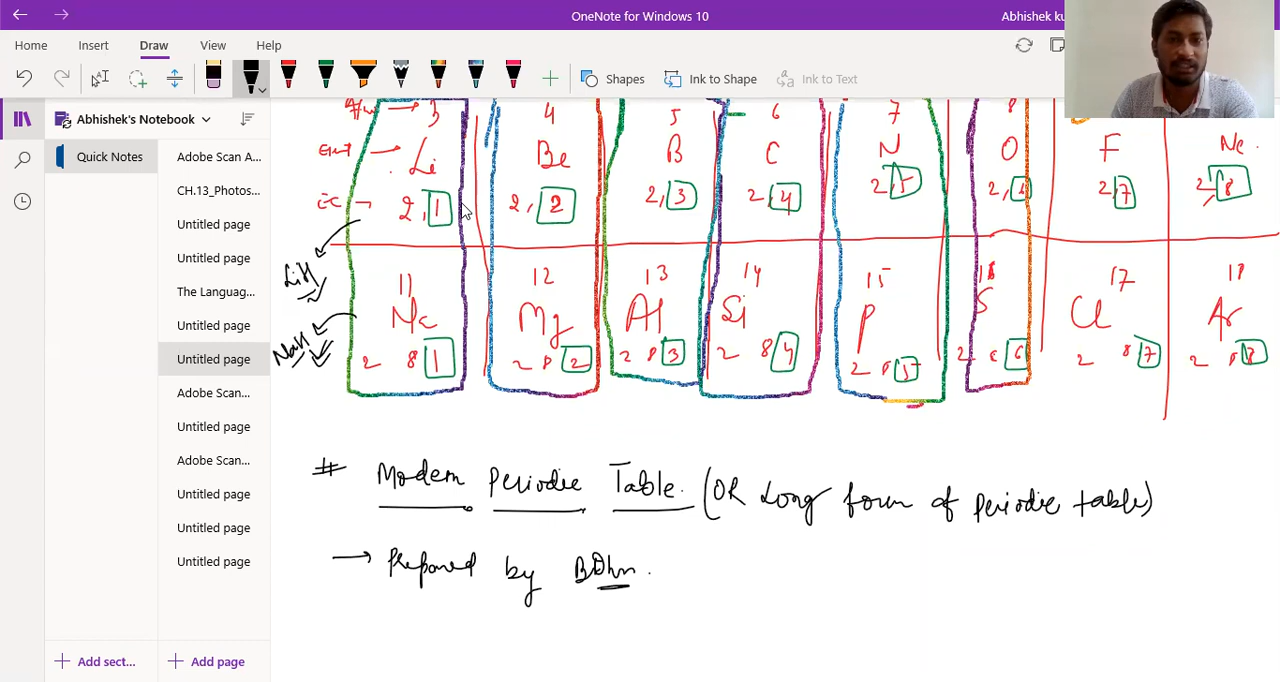 OneNote for Windows 10
Abhishek ku
Home Insert Draw View Help
Shapes Ink to Shape Ink to Text
Abhishek's Notebook
Quick Notes
Adobe Scan A...
CH.13_Photos...
Untitled page
Untitled page
The Languag...
Untitled page
Untitled page
Adobe Scan...
Untitled page
Adobe Scan...
Untitled page
Untitled page
Untitled page
Add sect...
Add page
3 4 5 6 7 8
Li Be B C N O F Ne
2,1 2,2 2,3 2,4 2,5 2,6 2,7 2,8
LiH
11 12 13 14 15 16 17 18
Na Mg Al Si P S Cl Ar
NaH
2 8 1 2 8 2 2 8 3 2 8 4 2 8 5 2 8 6 2 8 7 2 8 8
# Modern Periodic Table. (OR Long form of periodic table)
→ Prepared by Bohr.